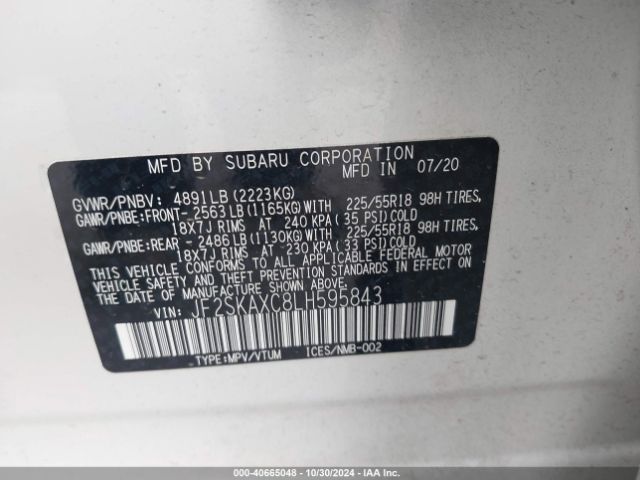 MFD BY SUBARU CORPORATION
MFD IN 07/20
GVWR/PNBV: 4891LB (2223KG)
GAWR/PNBE:FRONT- 2563 LB (1165KG)WITH 225/55R18 98H TIRES,
18X7J RIMS AT 240 KPA (35 PSI)COLD
GAWR/PNBE:REAR - 2486 LB (1130KG)WITH 225/55R18 98H TIRES,
18X7J RIMS AT 230 KPA (33 PSI)COLD
THIS VEHICLE CONFORMS TO ALL APPLICABLE FEDERAL MOTOR
VEHICLE SAFETY AND THEFT PREVENTION STANDARDS IN EFFECT ON
THE DATE OF MANUFACTURE SHOWN ABOVE.
VIN: JF2SKAXC8LH595843
TYPE:MPV/VTUM ICES/NMB-002
000-40665048 - 10/30/2024 - IAA Inc.